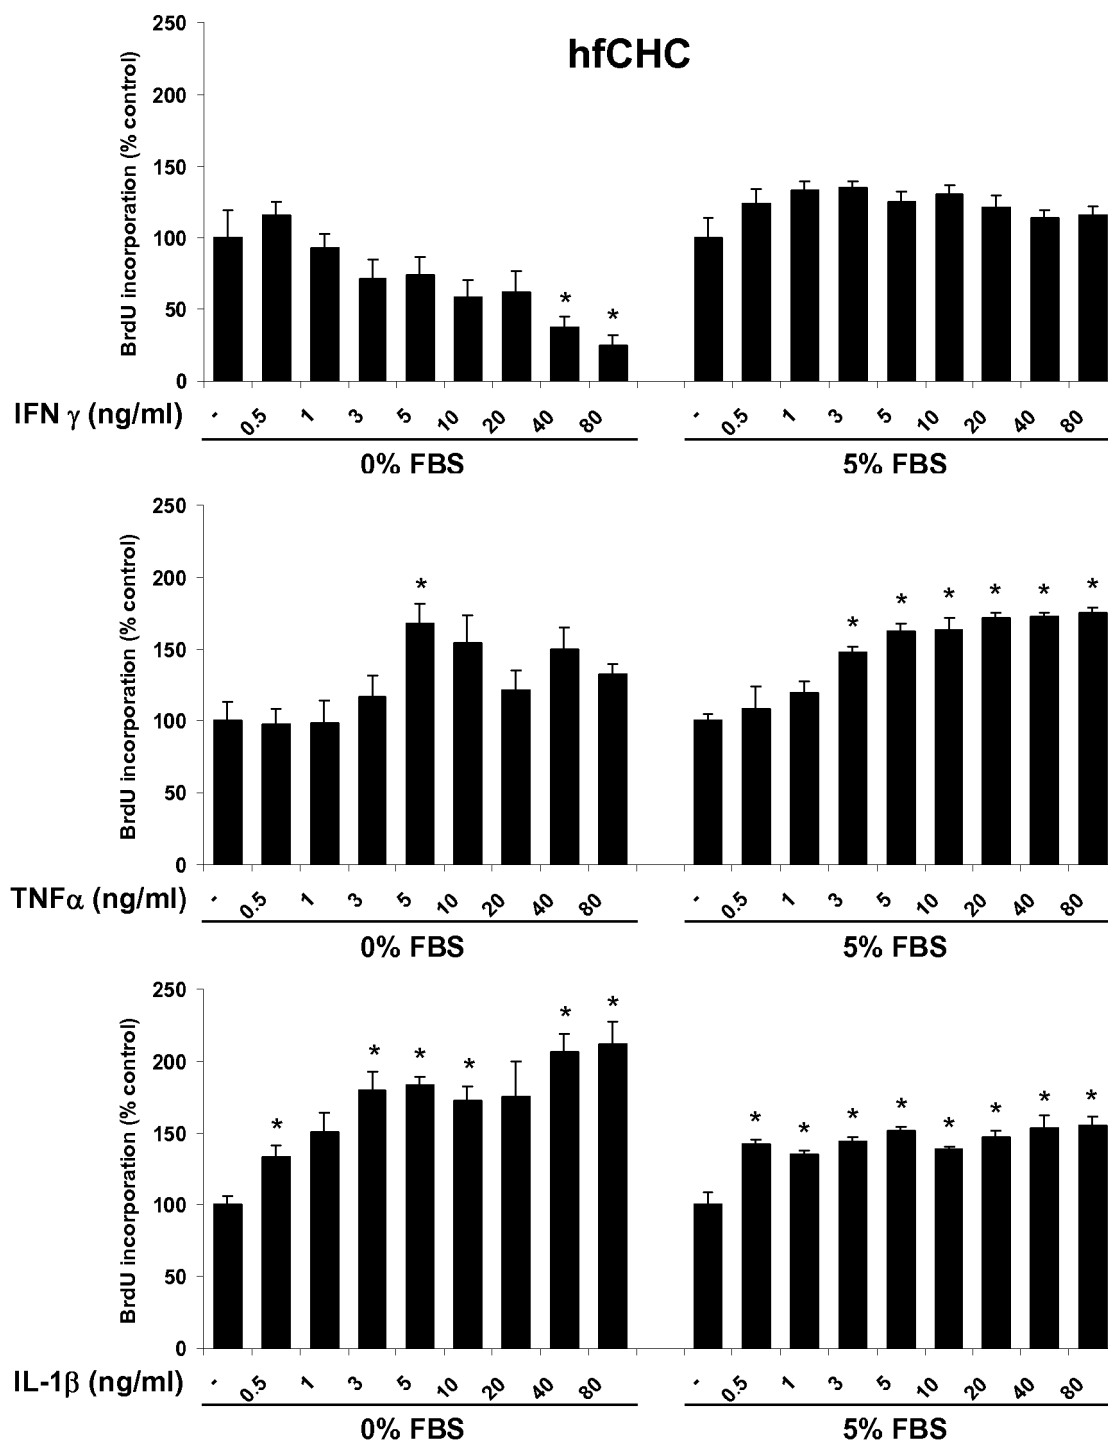 hfCHC
BrdU incorporation (% control)
250
200
150
100
50
0
IFN γ (ng/ml)
- 0.5 1 3 5 10 20 40 80 - 0.5 1 3 5 10 20 40 80
* *
0% FBS 5% FBS
BrdU incorporation (% control)
250
200
150
100
50
0
* * * * * * *
TNFα (ng/ml)
- 0.5 1 3 5 10 20 40 80 - 0.5 1 3 5 10 20 40 80
0% FBS 5% FBS
BrdU incorporation (% control)
250
200
150
100
50
0
* * * * * * * * * * * * * *
IL-1β (ng/ml)
- 0.5 1 3 5 10 20 40 80 - 0.5 1 3 5 10 20 40 80
0% FBS 5% FBS